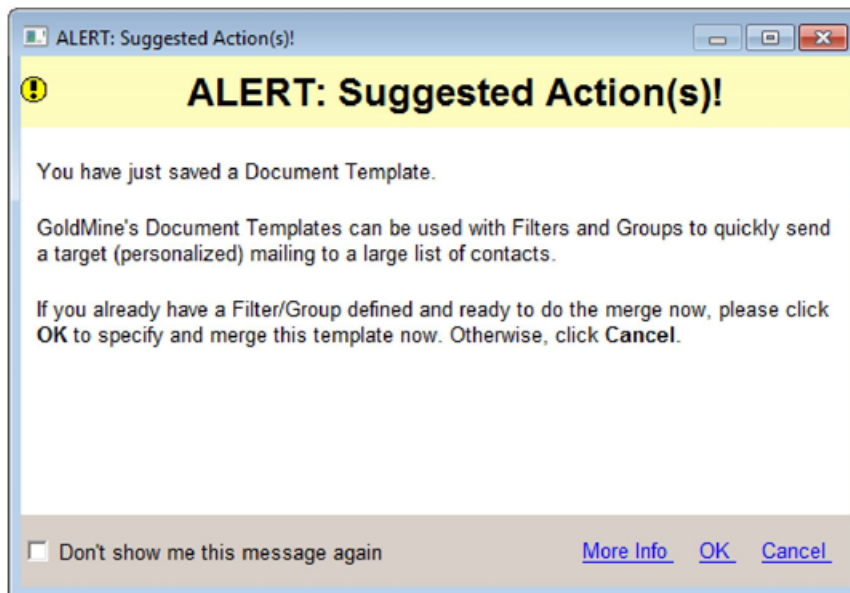 ALERT: Suggested Action(s)!
ALERT: Suggested Action(s)!
You have just saved a Document Template.
GoldMine's Document Templates can be used with Filters and Groups to quickly send
a target (personalized) mailing to a large list of contacts.
If you already have a Filter/Group defined and ready to do the merge now, please click
OK to specify and merge this template now. Otherwise, click Cancel.
Don't show me this message again
More Info OK Cancel